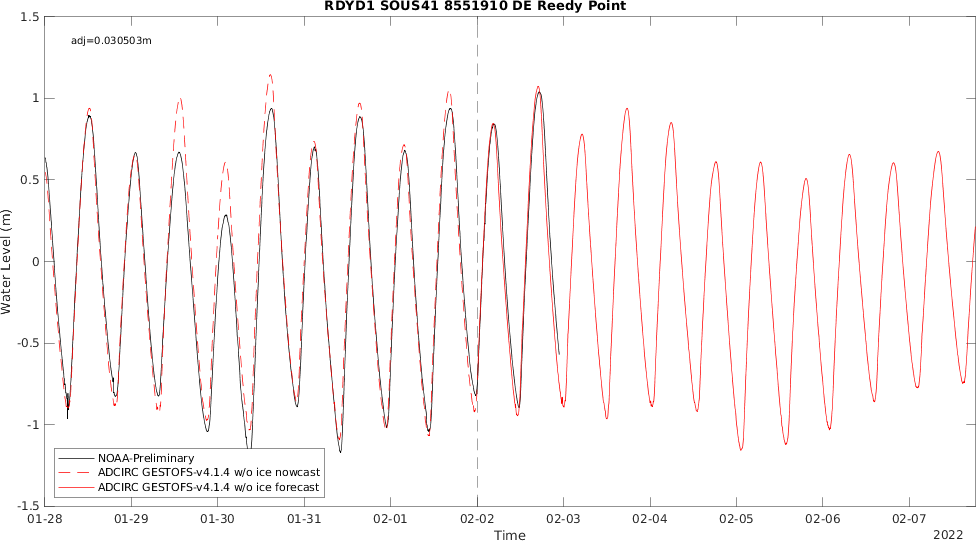 RDYD1 SOUS41 8551910 DE Reedy Point
adj=0.030503m
1.5
1
0.5
0
-0.5
-1
-1.5
Water Level (m)
NOAA-Preliminary
ADCIRC GESTOFS-v4.1.4 w/o ice nowcast
ADCIRC GESTOFS-v4.1.4 w/o ice forecast
01-28 01-29 01-30 01-31 02-01 02-02 02-03 02-04 02-05 02-06 02-07
Time
2022